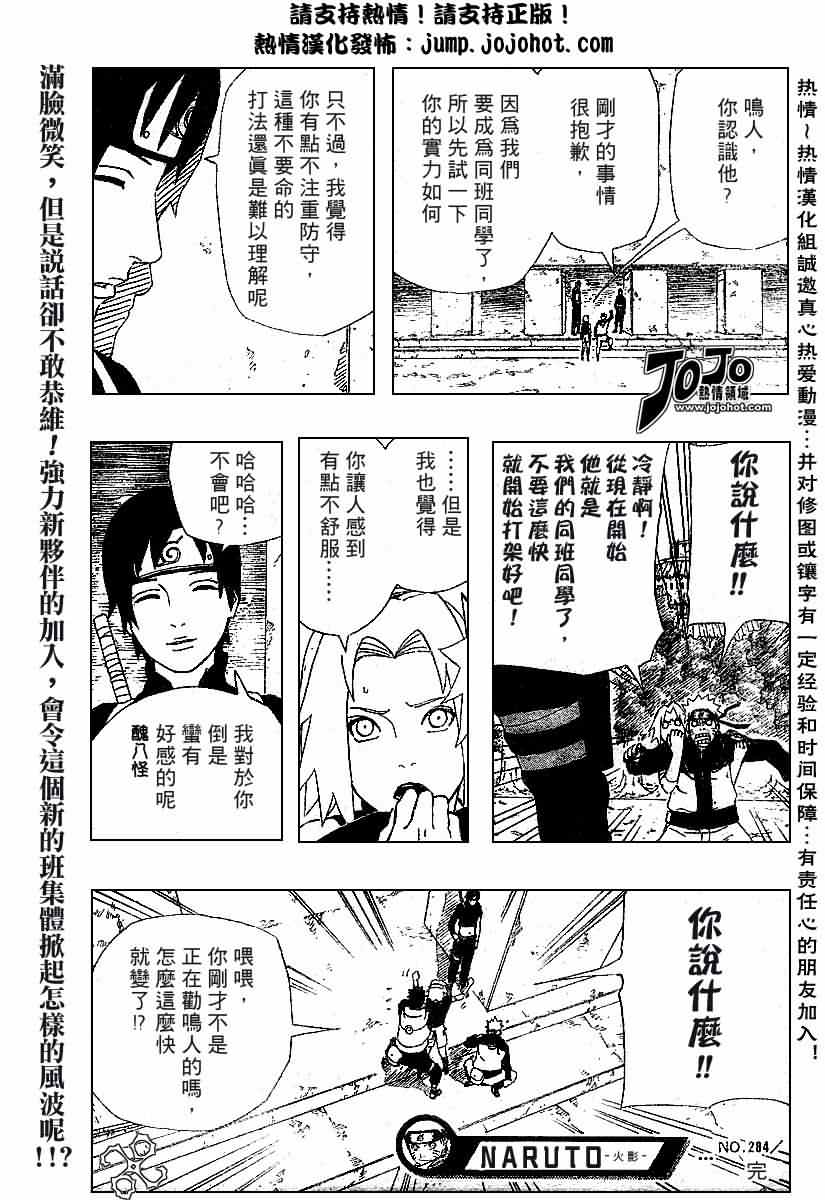 請支持熱情！請支持正版！
熱情漢化發佈：jump.jojohot.com
热情～热情漢化組誠邀真心热爱動漫…并对修图或镶字有一定经验和时间保障…有责任心的朋友加入！
鳴人，
你認識他？
剛才的事情
很抱歉，
因爲我們
要成爲同班同學了，
所以先試一下
你的實力如何
只不過，我覺得
你有點不注重防守，
這種不要命的
打法還眞是難以理解呢
JOJO
熱情領域
www.jojohot.com
你說什麼!!
冷靜啊！
從現在開始
他就是
我們的同班同學了，
不要這麼快
就開始打架好吧！
……但是
我也覺得
你讓人感到
有點不舒服……
哈哈哈…
不會吧？
我對於你
倒是
蠻有
好感的呢
醜八怪
你說什麼!!
喂喂，
你剛才不是
正在勸鳴人的嗎，
怎麼這麼快
就變了!?
NARUTO-火影-
NO.284／
……完
滿臉微笑，但是説話卻不敢恭維！強力新夥伴的加入，會令這個新的班集體掀起怎樣的風波呢!!?